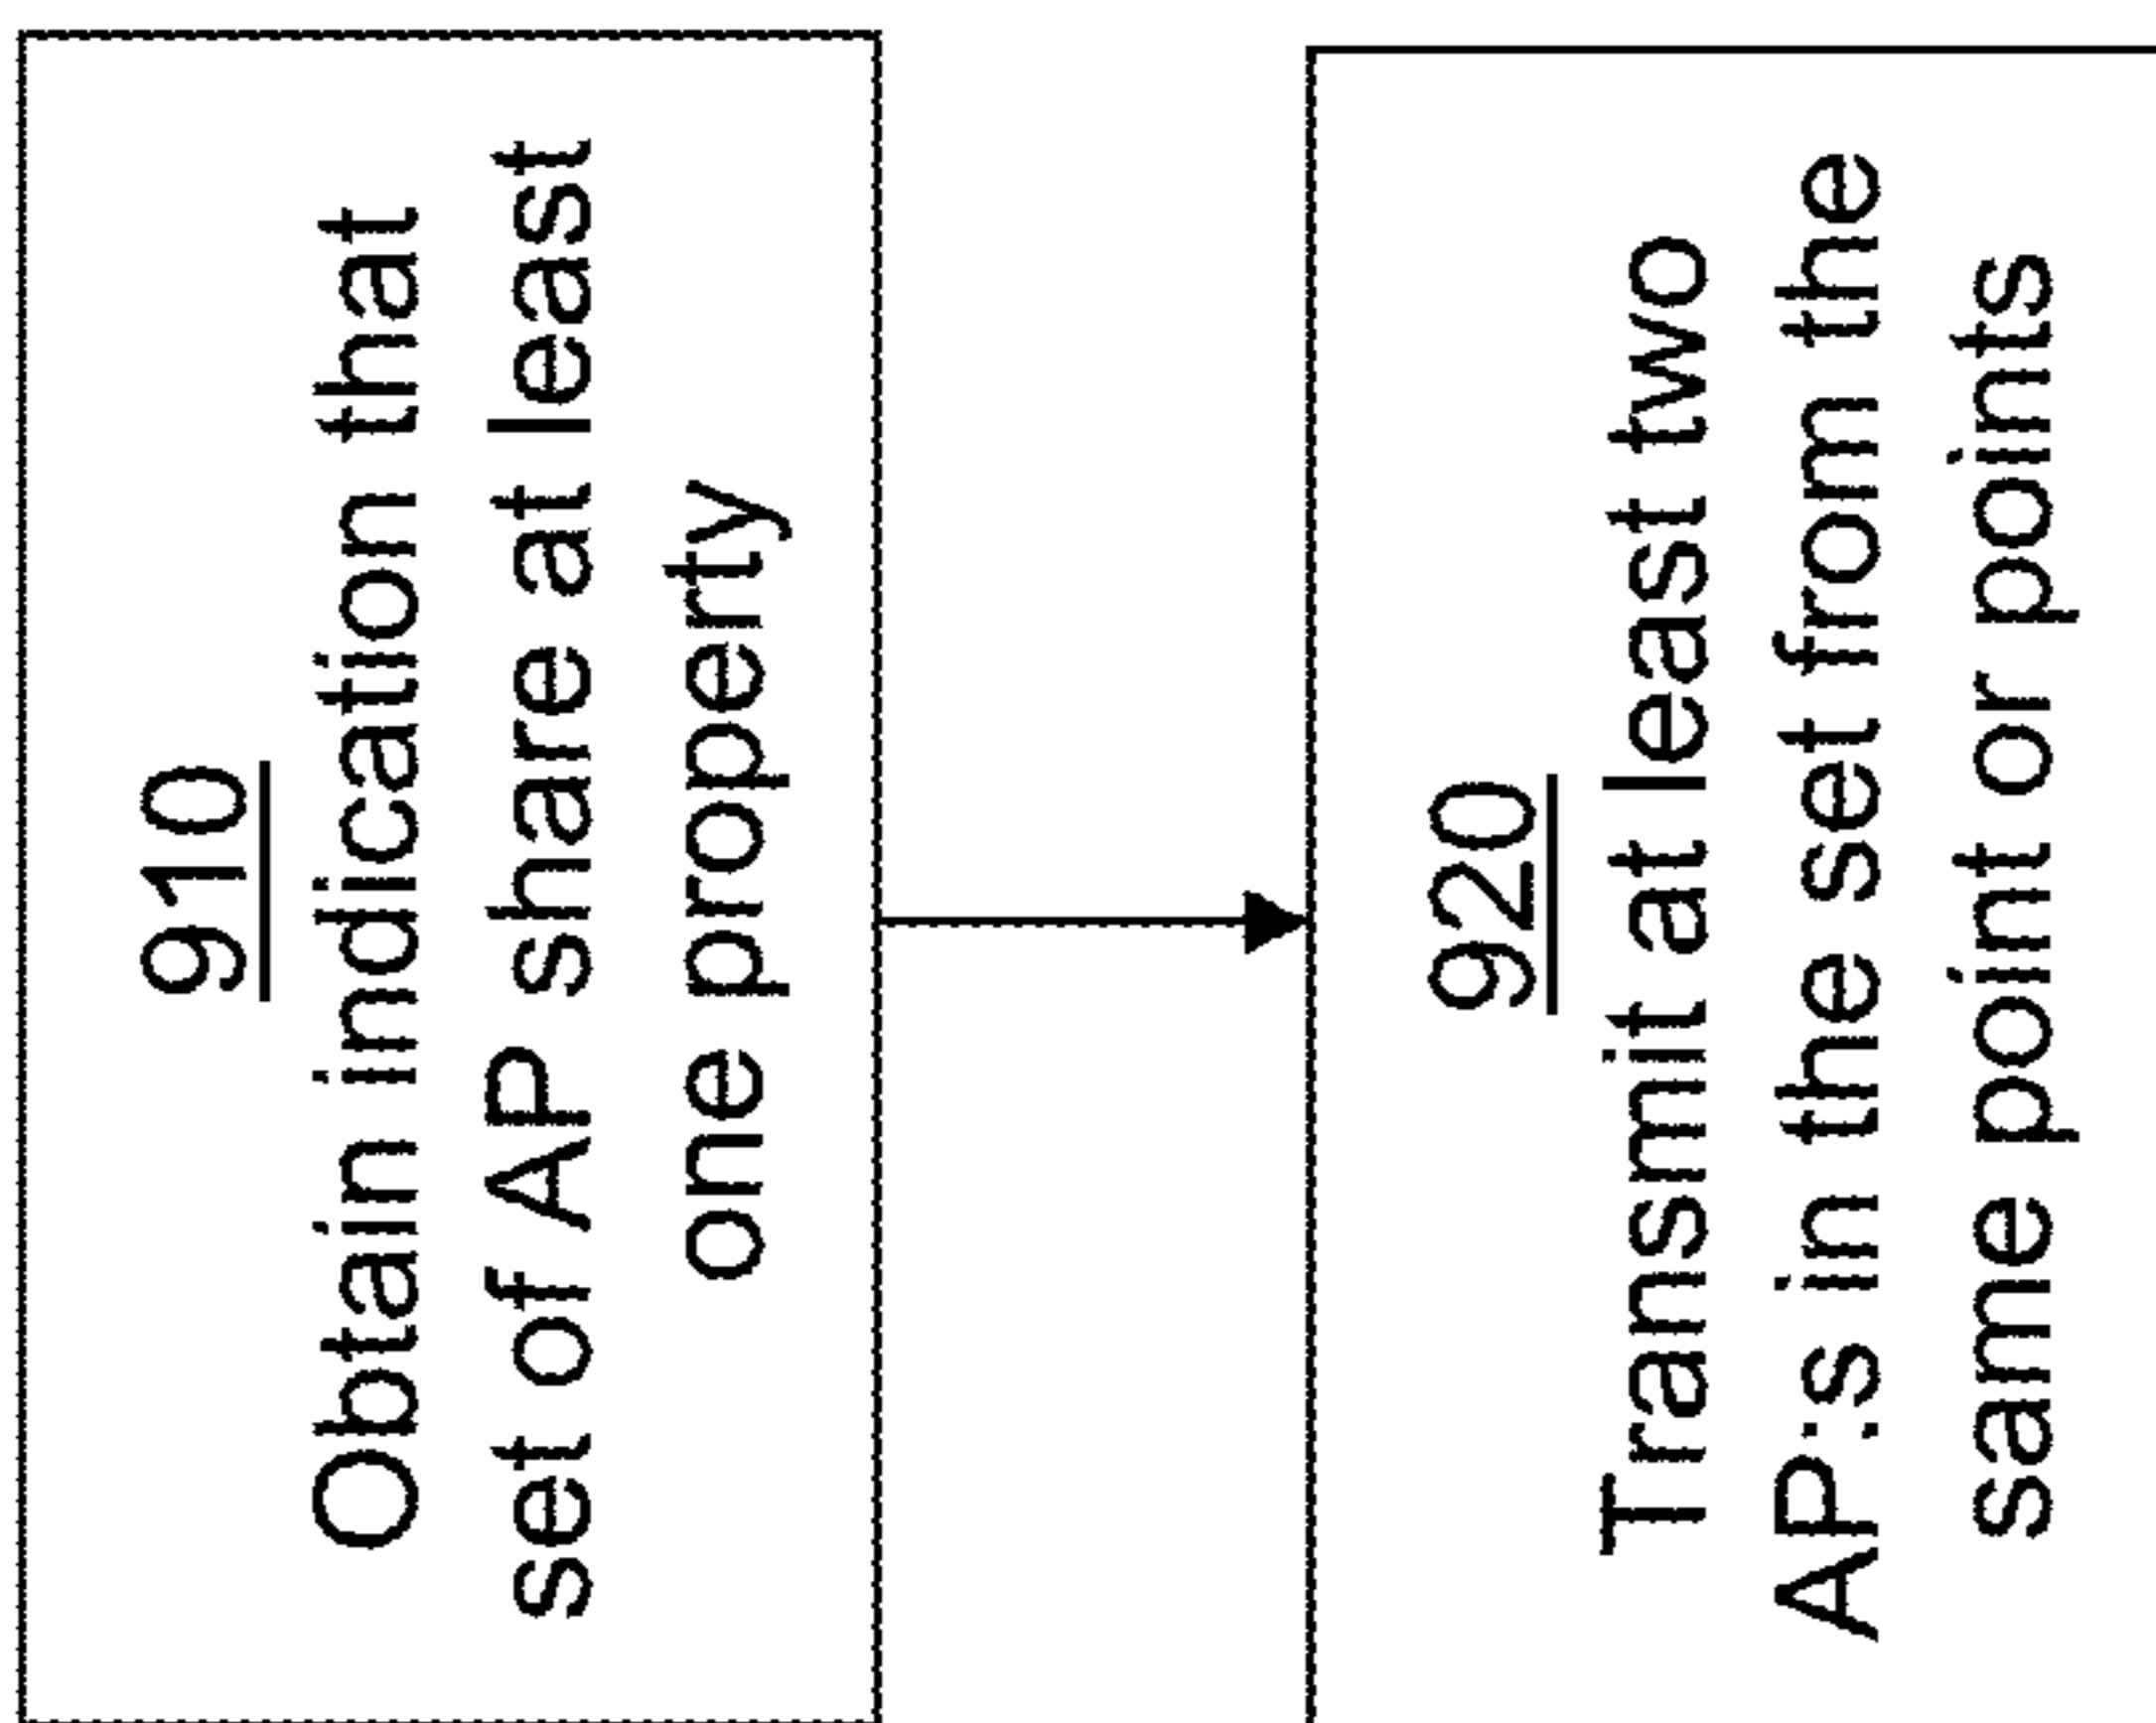 910
Obtain indication that
set of AP share at least
one property
920
Transmit at least two
AP:s in the set from the
same point or points